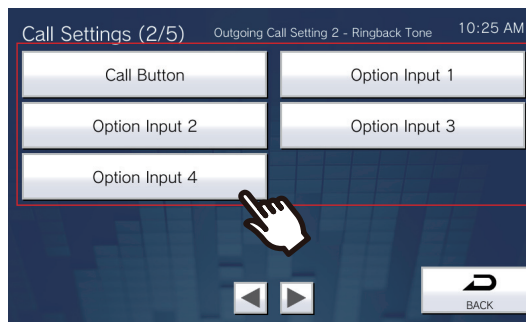 Call Settings (2/5) Outgoing Call Setting 2 - Ringback Tone 10:25 AM
Call Button Option Input 1
Option Input 2 Option Input 3
Option Input 4
BACK